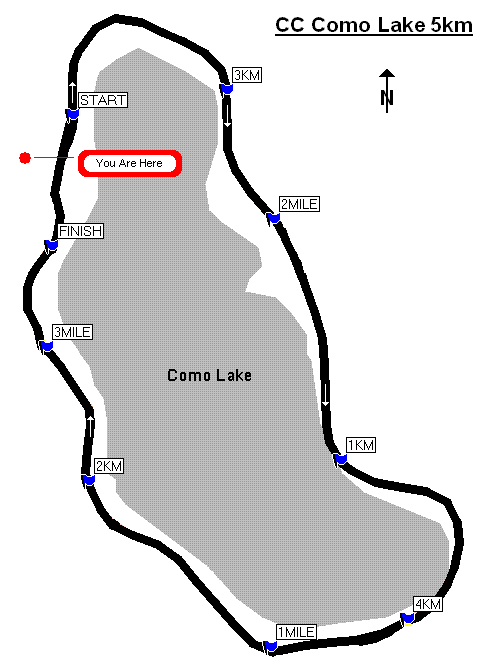 CC Como Lake 5km
3KM
N
START
You Are Here
2MILE
FINISH
3MILE
Como Lake
1KM
2KM
4KM
1MILE